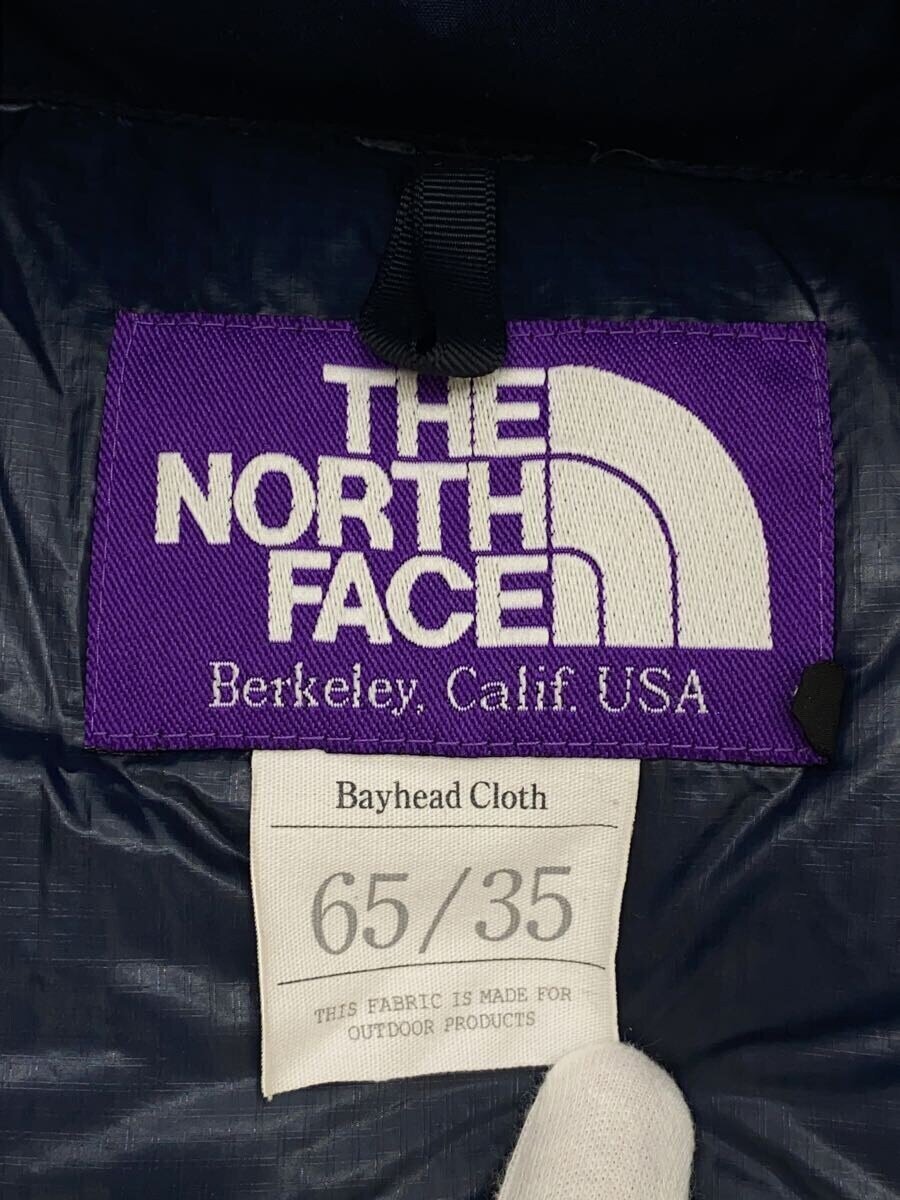 THE
NORTH
FACE
Berkeley, Calif. USA
Bayhead Cloth
65/35
THIS FABRIC IS MADE FOR
OUTDOOR PRODUCTS